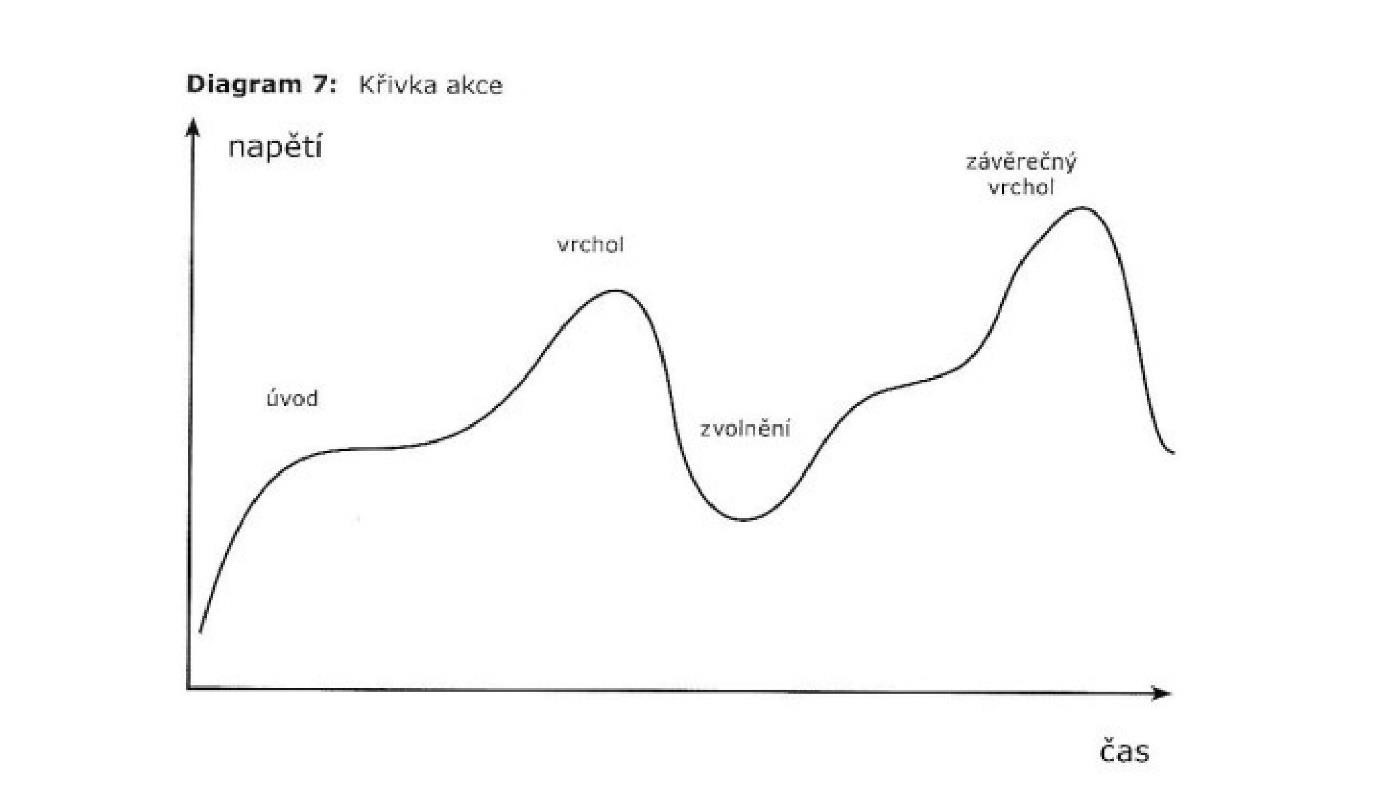 Diagram 7: Křivka akce
napětí
závěrečný
vrchol
vrchol
úvod
zvolnění
čas